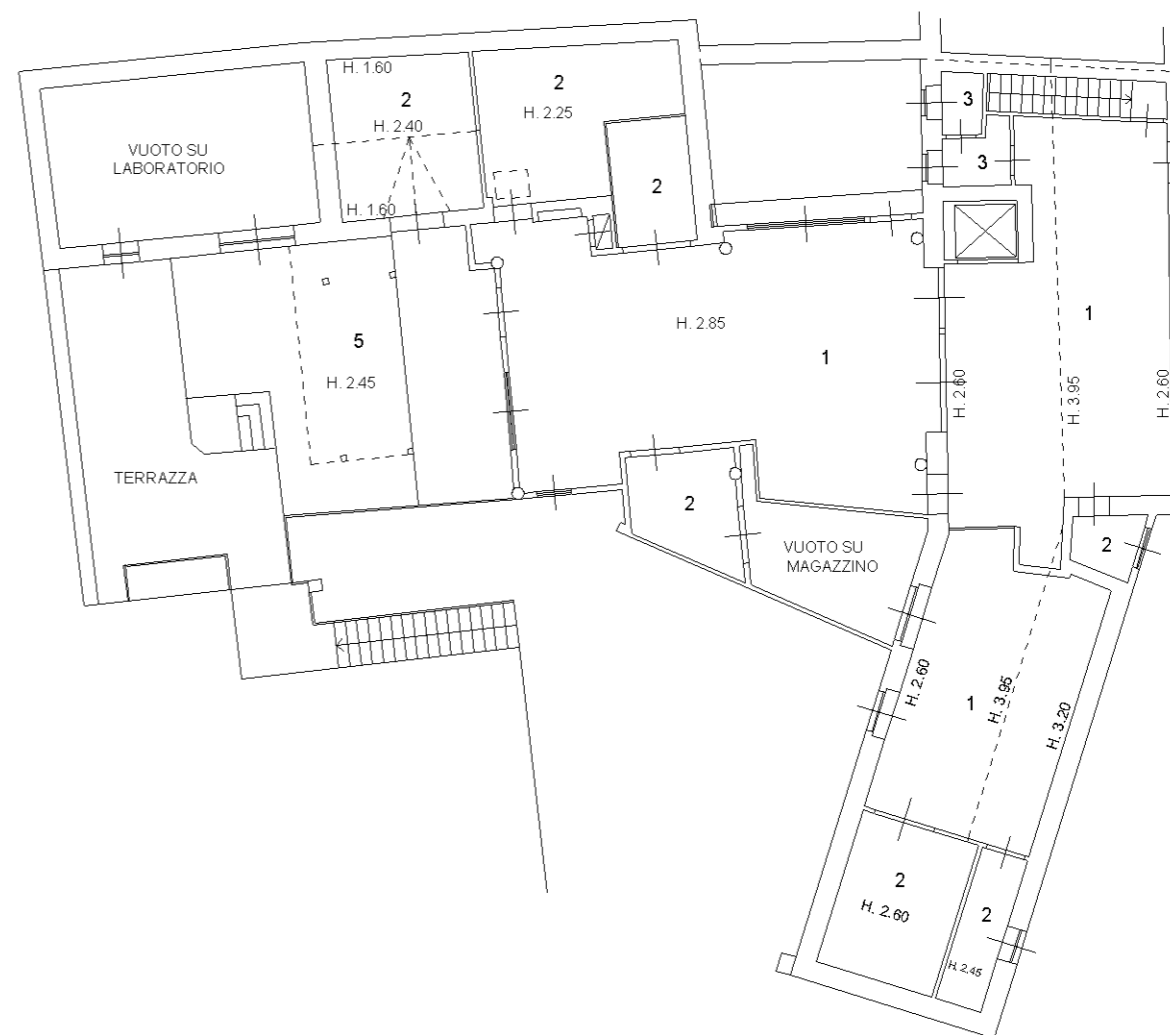 H. 1.60
2
2
H. 2.25
H. 2.40
3
VUOTO SU
LABORATORIO
3
2
H. 1.60
1
H. 2.85
5
1
H. 2.45
H. 2.60
H. 3.95
H. 2.60
TERRAZZA
2
VUOTO SU
MAGAZZINO
2
H. 2.60
1
H. 3.95
H. 3.20
2
H. 2.60
2
H. 2.45